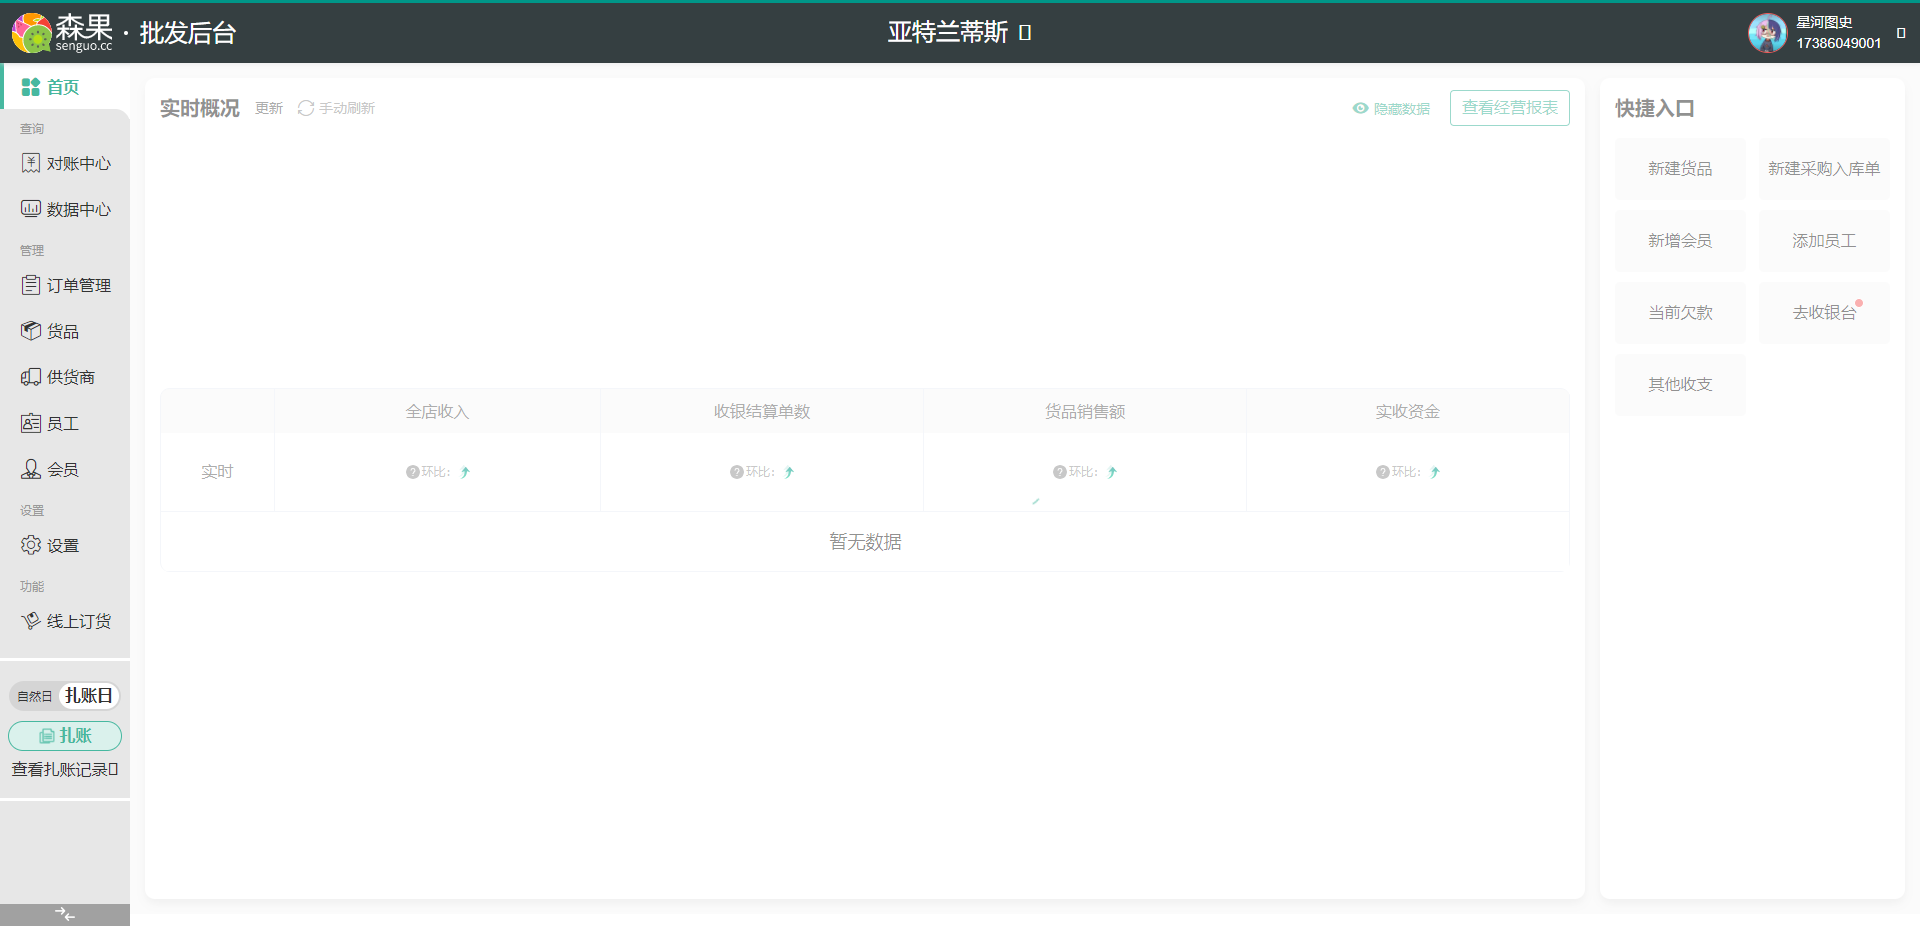 森果 senguo.cc · 批发后台
亚特兰蒂斯
星河图史
17386049001
首页
查询
对账中心
数据中心
管理
订单管理
货品
供货商
员工
会员
设置
设置
功能
线上订货
自然日 扎账日
扎账
查看扎账记录
实时概况 更新 手动刷新
隐藏数据 查看经营报表
全店收入 收银结算单数 货品销售额 实收资金
实时 环比: 环比: 环比: 环比:
暂无数据
快捷入口
新建货品 新建采购入库单
新增会员 添加员工
当前欠款 去收银台
其他收支